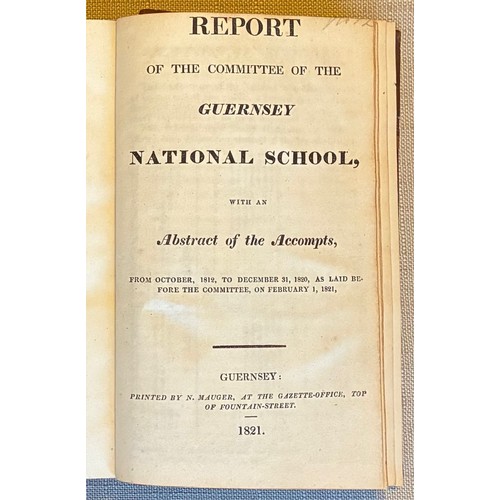 REPORT
OF THE COMMITTEE OF THE
GUERNSEY
NATIONAL SCHOOL,
WITH AN
Abstract of the Accompts,
FROM OCTOBER, 1812, TO DECEMBER 31, 1820, AS LAID BE-
FORE THE COMMITTEE, ON FEBRUARY 1, 1821,
GUERNSEY:
PRINTED BY N. MAUGER, AT THE GAZETTE-OFFICE, TOP
OF FOUNTAIN-STREET.
1821.